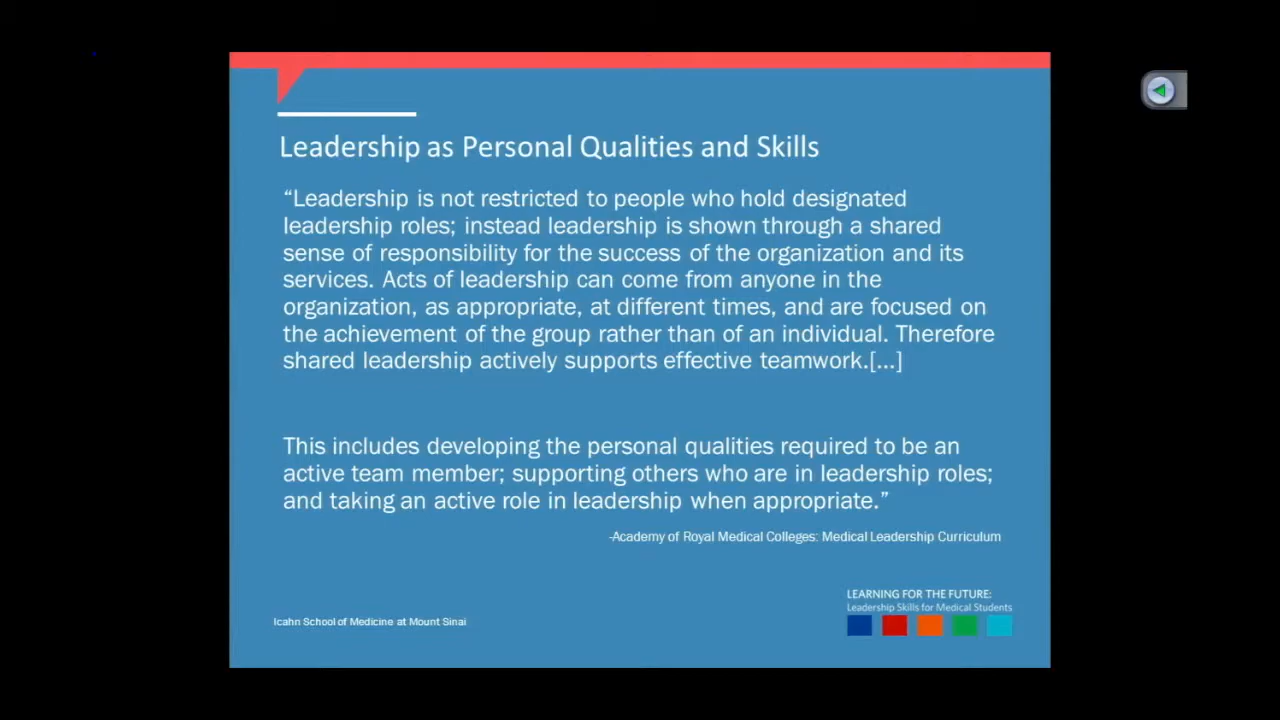 Leadership as Personal Qualities and Skills
“Leadership is not restricted to people who hold designated
leadership roles; instead leadership is shown through a shared
sense of responsibility for the success of the organization and its
services. Acts of leadership can come from anyone in the
organization, as appropriate, at different times, and are focused on
the achievement of the group rather than of an individual. Therefore
shared leadership actively supports effective teamwork.[...]
This includes developing the personal qualities required to be an
active team member; supporting others who are in leadership roles;
and taking an active role in leadership when appropriate.”
-Academy of Royal Medical Colleges: Medical Leadership Curriculum
LEARNING FOR THE FUTURE:
Leadership Skills for Medical Students
Icahn School of Medicine at Mount Sinai